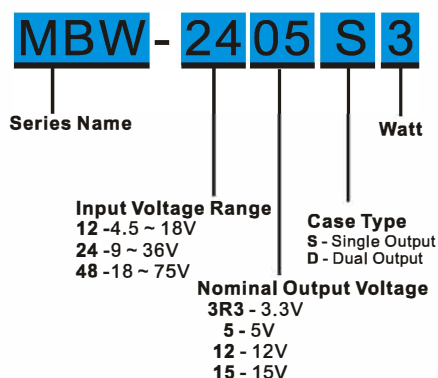 MBW-2405S3
Series Name
Watt
Input Voltage Range
12 -4.5 ~ 18V
24 -9 ~ 36V
48 -18 ~ 75V
Case Type
S - Single Output
D - Dual Output
Nominal Output Voltage
3R3 - 3.3V
5 - 5V
12 - 12V
15 - 15V